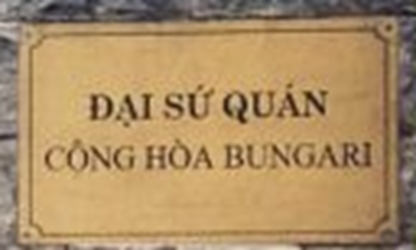 ĐẠI SỨ QUÁN
CỘNG HÒA BUNGARI